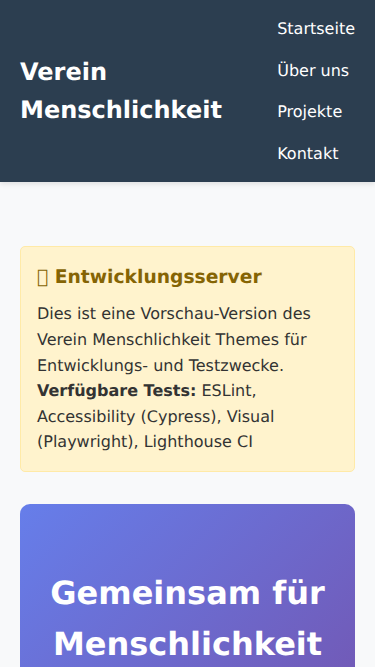 Verein
Menschlichkeit
Startseite
Über uns
Projekte
Kontakt
Entwicklungsserver
Dies ist eine Vorschau-Version des
Verein Menschlichkeit Themes für
Entwicklungs- und Testzwecke.
Verfügbare Tests: ESLint,
Accessibility (Cypress), Visual
(Playwright), Lighthouse CI
Gemeinsam für
Menschlichkeit